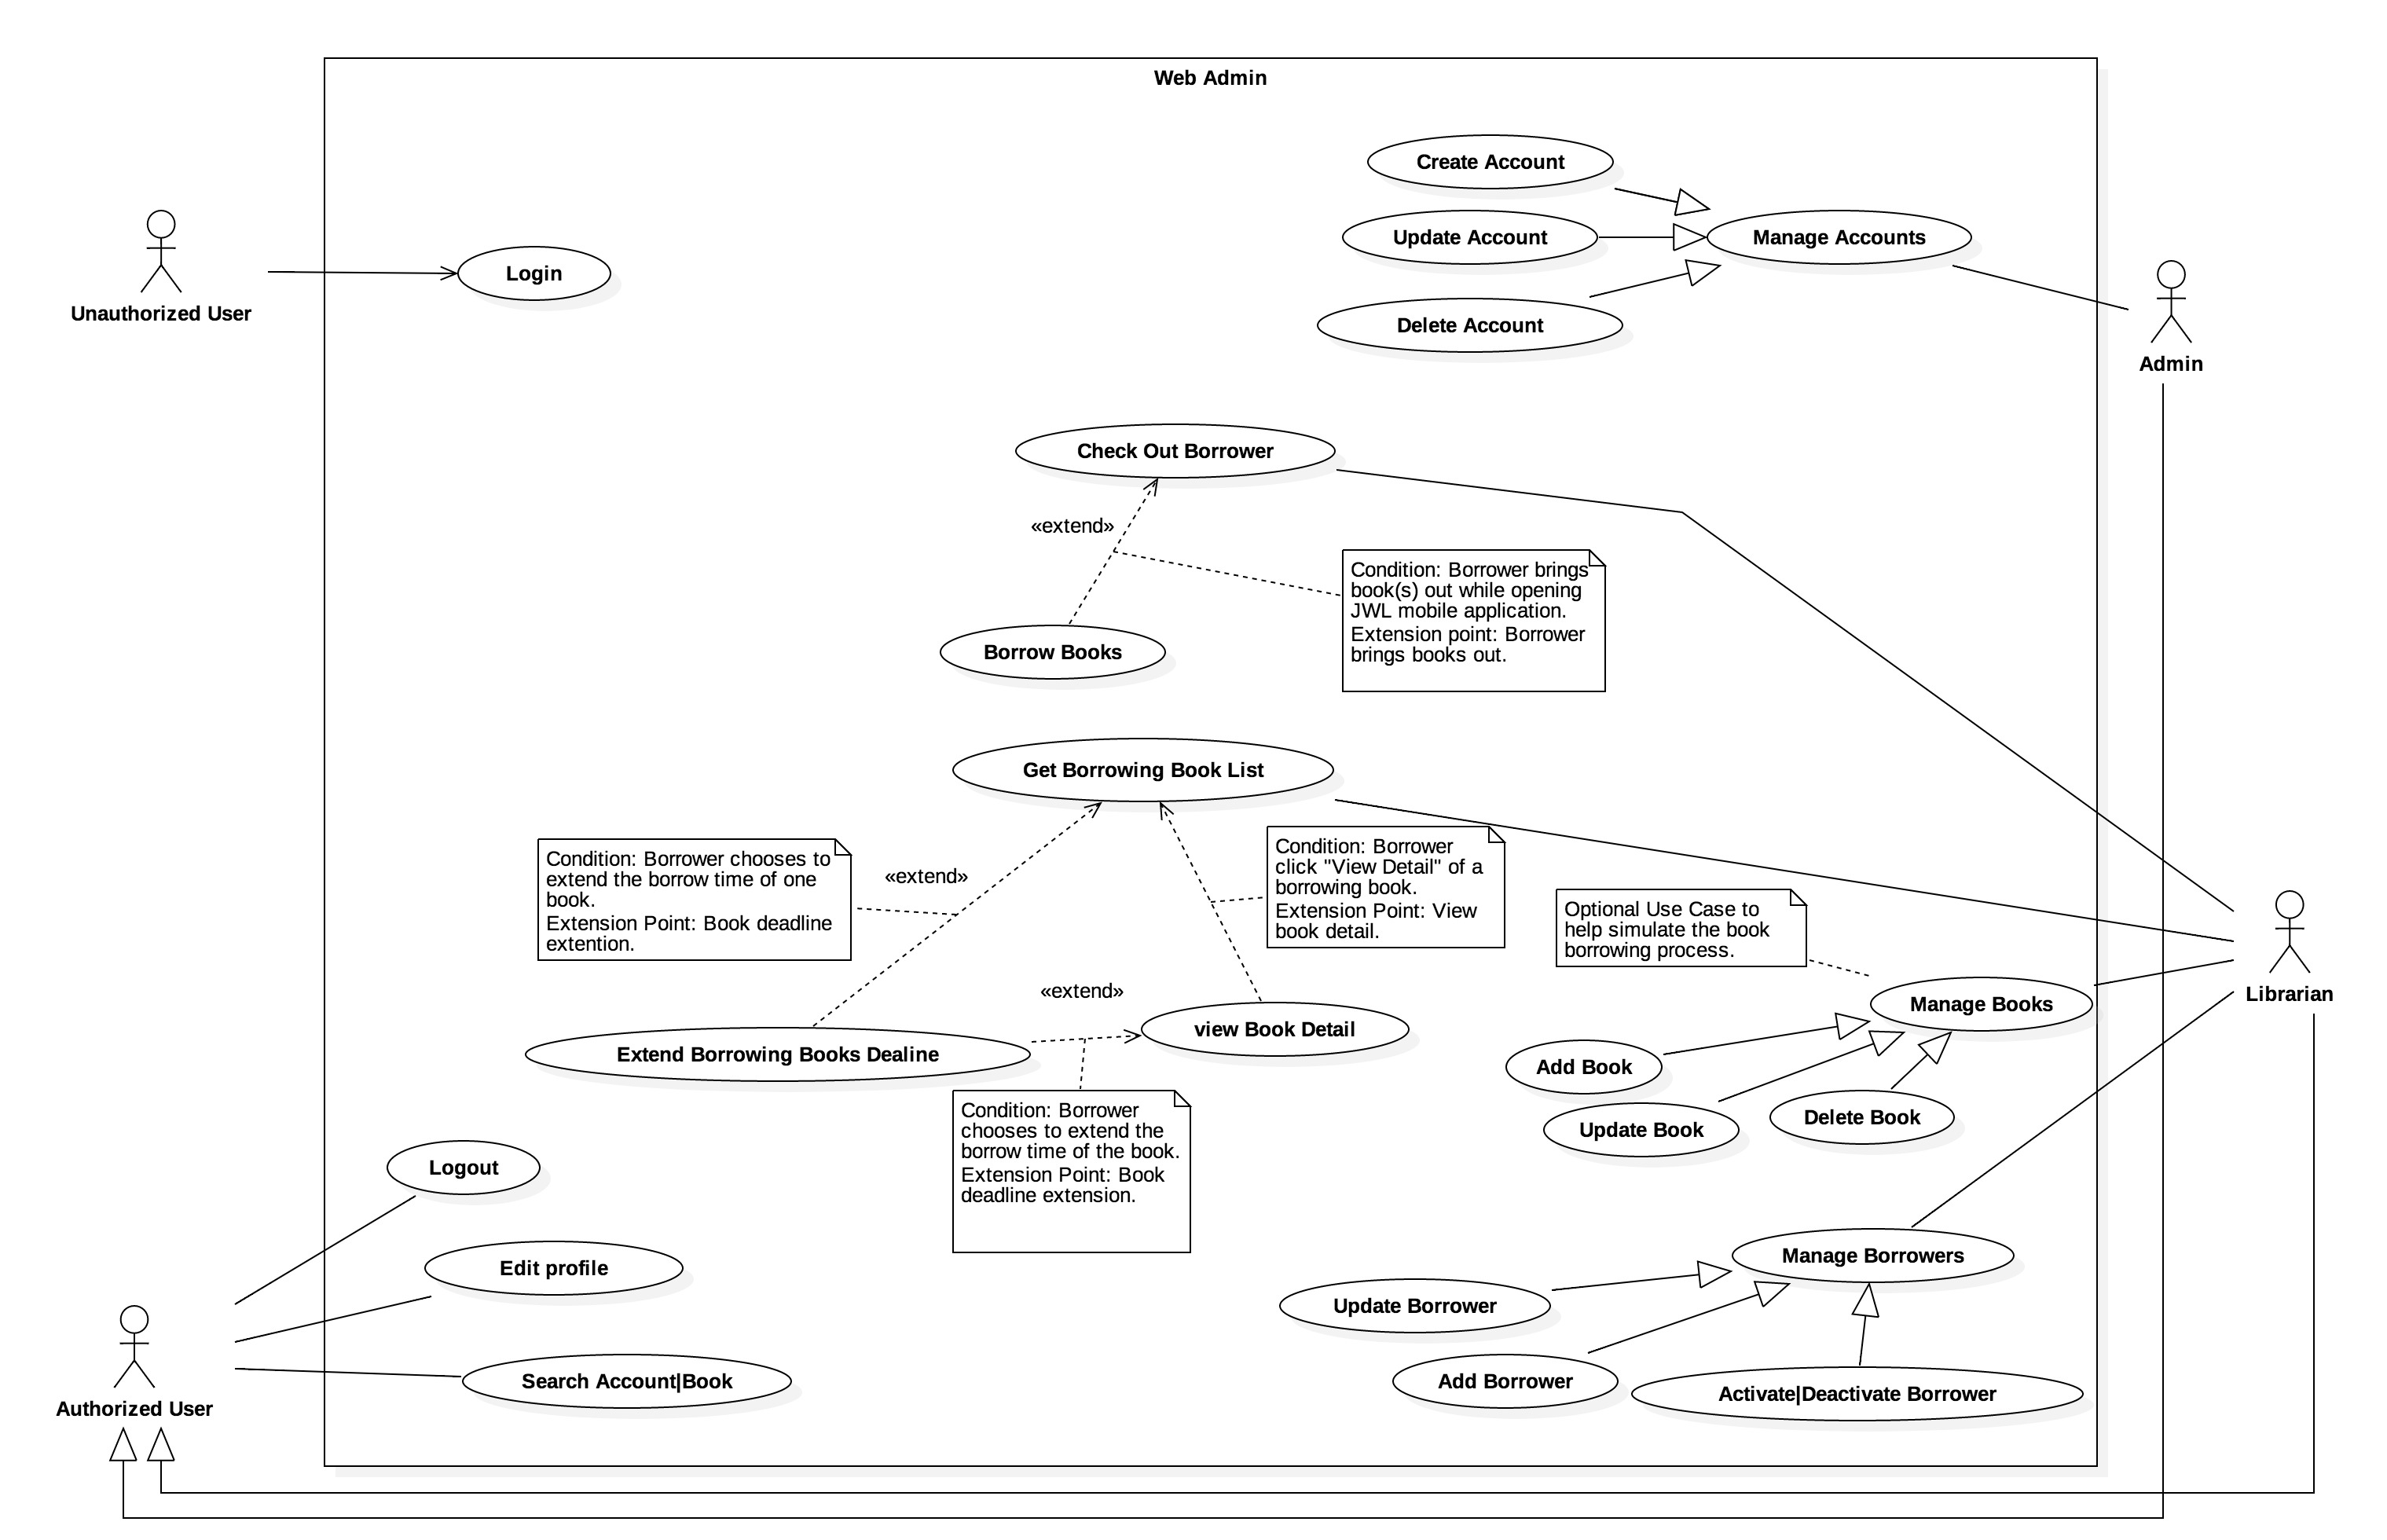 Web Admin
Create Account
Update Account
Manage Accounts
Delete Account
Login
Unauthorized User
Admin
Check Out Borrower
«extend»
Condition: Borrower brings
book(s) out while opening
JWL mobile application.
Extension point: Borrower
brings books out.
Borrow Books
Get Borrowing Book List
Condition: Borrower chooses to
extend the borrow time of one
book.
Extension Point: Book deadline
extention.
«extend»
Condition: Borrower
click "View Detail" of a
borrowing book.
Extension Point: View
book detail.
Optional Use Case to
help simulate the book
borrowing process.
«extend»
Librarian
Manage Books
view Book Detail
Extend Borrowing Books Dealine
Add Book
Update Book
Delete Book
Condition: Borrower
chooses to extend the
borrow time of the book.
Extension Point: Book
deadline extension.
Logout
Edit profile
Search Account|Book
Authorized User
Manage Borrowers
Update Borrower
Add Borrower
Activate|Deactivate Borrower